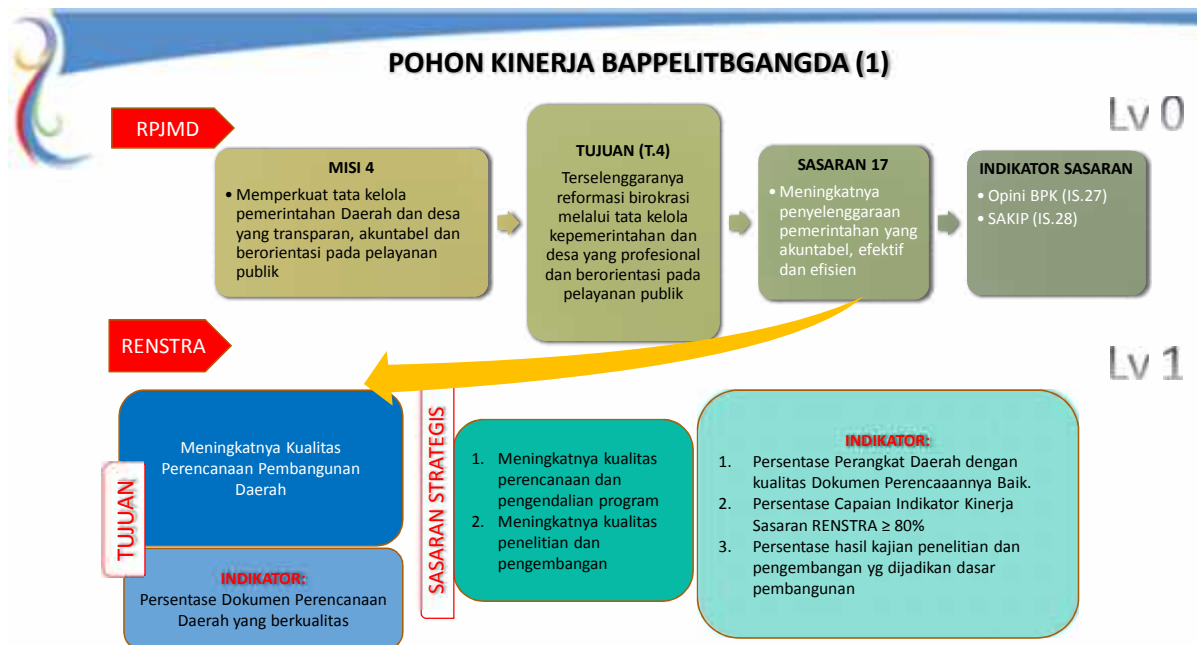 POHON KINERJA BAPPELITBGANGDA (1)
Lv 0
RPJMD
MISI 4
• Memperkuat tata kelola
pemerintahan Daerah dan desa
yang transparan, akuntabel dan
berorientasi pada pelayanan
publik
TUJUAN (T.4)
Terselenggaranya
reformasi birokrasi
melalui tata kelola
kepemerintahan dan
desa yang profesional
dan berorientasi pada
pelayanan publik
SASARAN 17
• Meningkatnya
penyelenggaraan
pemerintahan yang
akuntabel, efektif
dan efisien
INDIKATOR SASARAN
• Opini BPK (IS.27)
• SAKIP (IS.28)
RENSTRA
Lv 1
TUJUAN
Meningkatnya Kualitas
Perencanaan Pembangunan
Daerah
INDIKATOR:
Persentase Dokumen Perencanaan
Daerah yang berkualitas
SASARAN STRATEGIS
1. Meningkatnya kualitas
perencanaan dan
pengendalian program
2. Meningkatnya kualitas
penelitian dan
pengembangan
INDIKATOR:
1. Persentase Perangkat Daerah dengan
kualitas Dokumen Perencaaannya Baik.
2. Persentase Capaian Indikator Kinerja
Sasaran RENSTRA ≥ 80%
3. Persentase hasil kajian penelitian dan
pengembangan yg dijadikan dasar
pembangunan